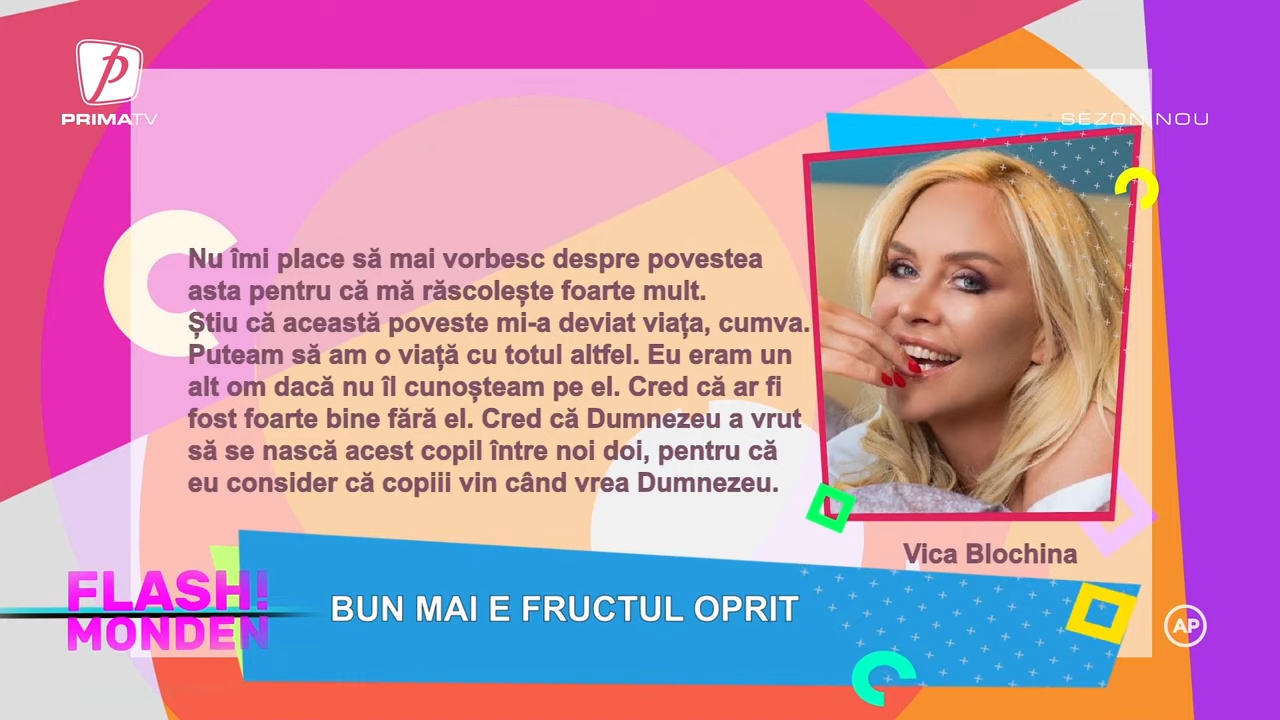 PRIMATV
SEZON NOU
Nu îmi place să mai vorbesc despre povestea
asta pentru că mă răscolește foarte mult.
Știu că această poveste mi-a deviat viața, cumva.
Puteam să am o viață cu totul altfel. Eu eram un
alt om dacă nu îl cunoșteam pe el. Cred că ar fi
fost foarte bine fără el. Cred că Dumnezeu a vrut
să se nască acest copil între noi doi, pentru că
eu consider că copiii vin când vrea Dumnezeu.
Vica Blochina
FLASH!
MONDEN
BUN MAI E FRUCTUL OPRIT
AP